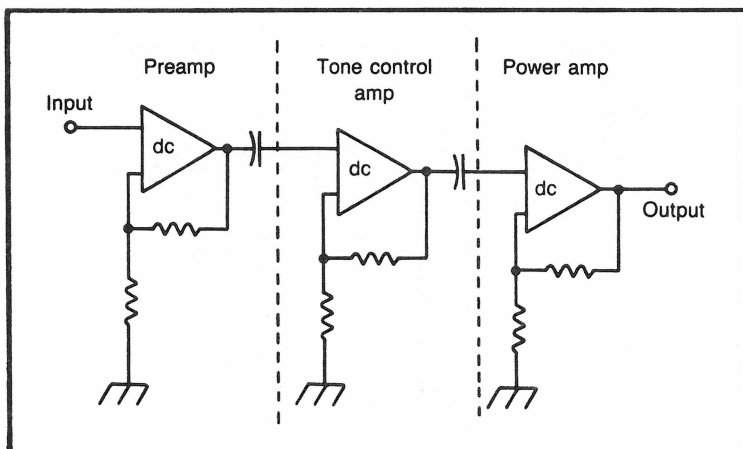 Preamp
Tone control
amp
Power amp
Input
dc
dc
dc
Output